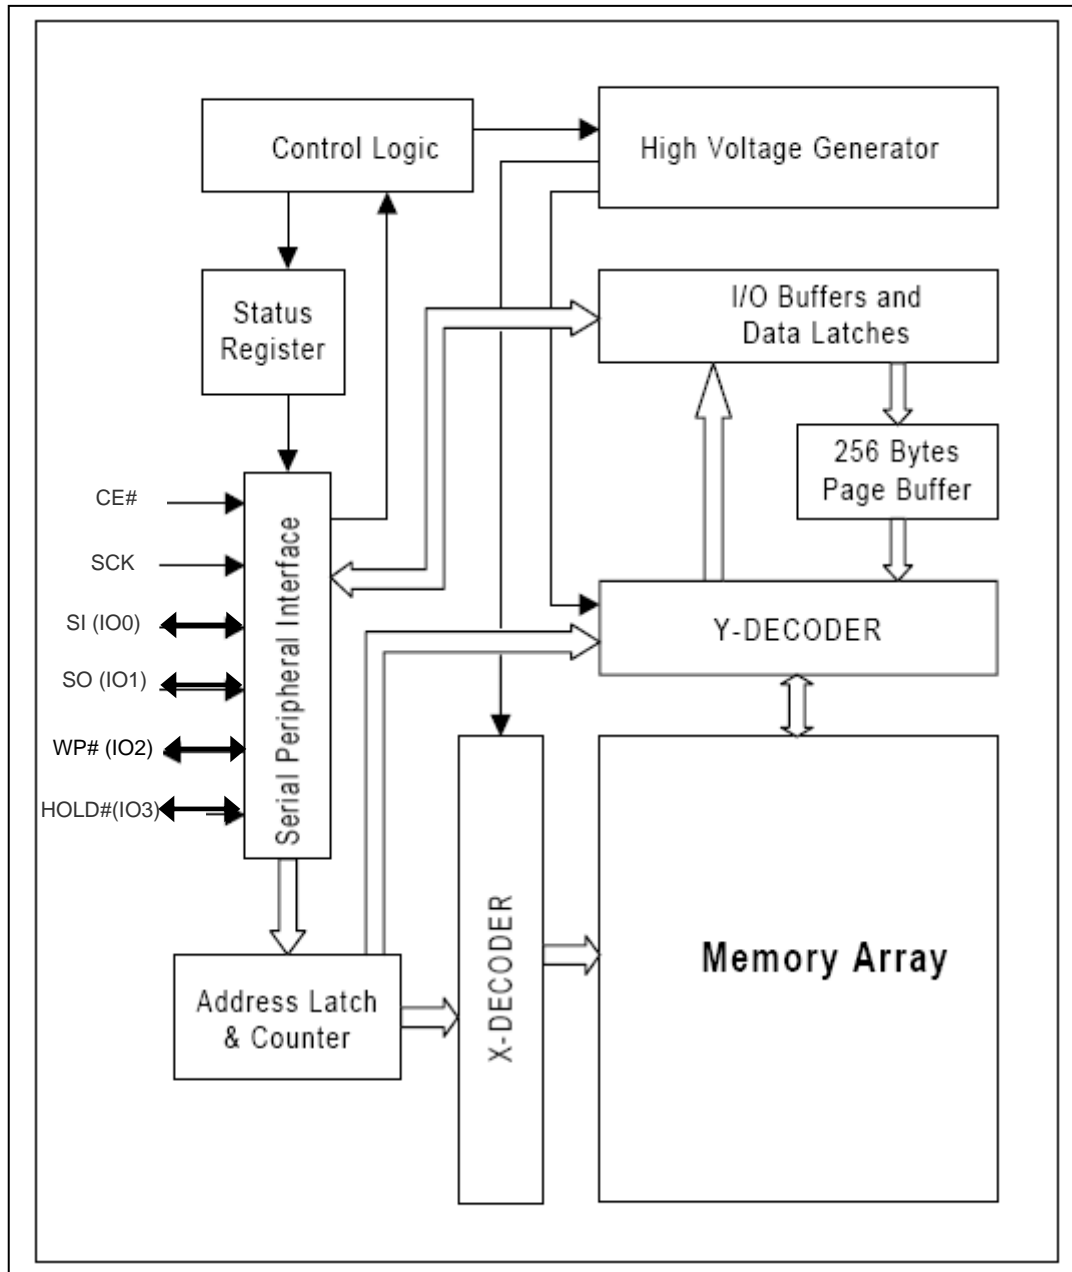 Control Logic
High Voltage Generator
Status
Register
I/O Buffers and
Data Latches
256 Bytes
Page Buffer
CE#
SCK
SI (IO0)
SO (IO1)
WP# (IO2)
HOLD#(IO3)
Serial Peripheral Interface
Y-DECODER
X-DECODER
Memory Array
Address Latch
& Counter